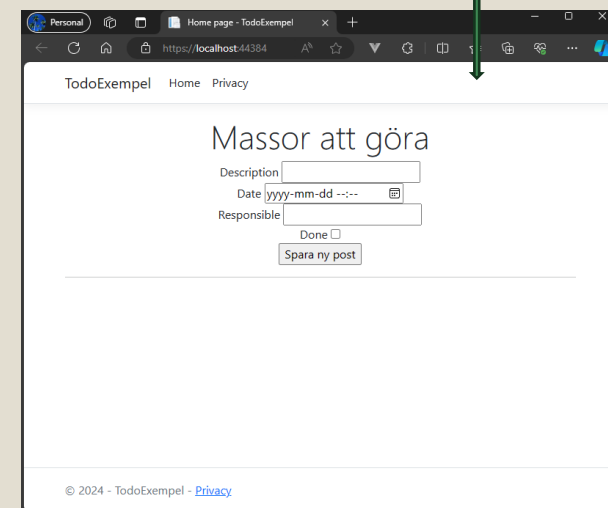 Personal
Home page - TodoExempel
https://localhost:44384
TodoExempel Home Privacy
Massor att göra
Description
Date yyyy-mm-dd --:--
Responsible
Done
Spara ny post
© 2024 - TodoExempel - Privacy